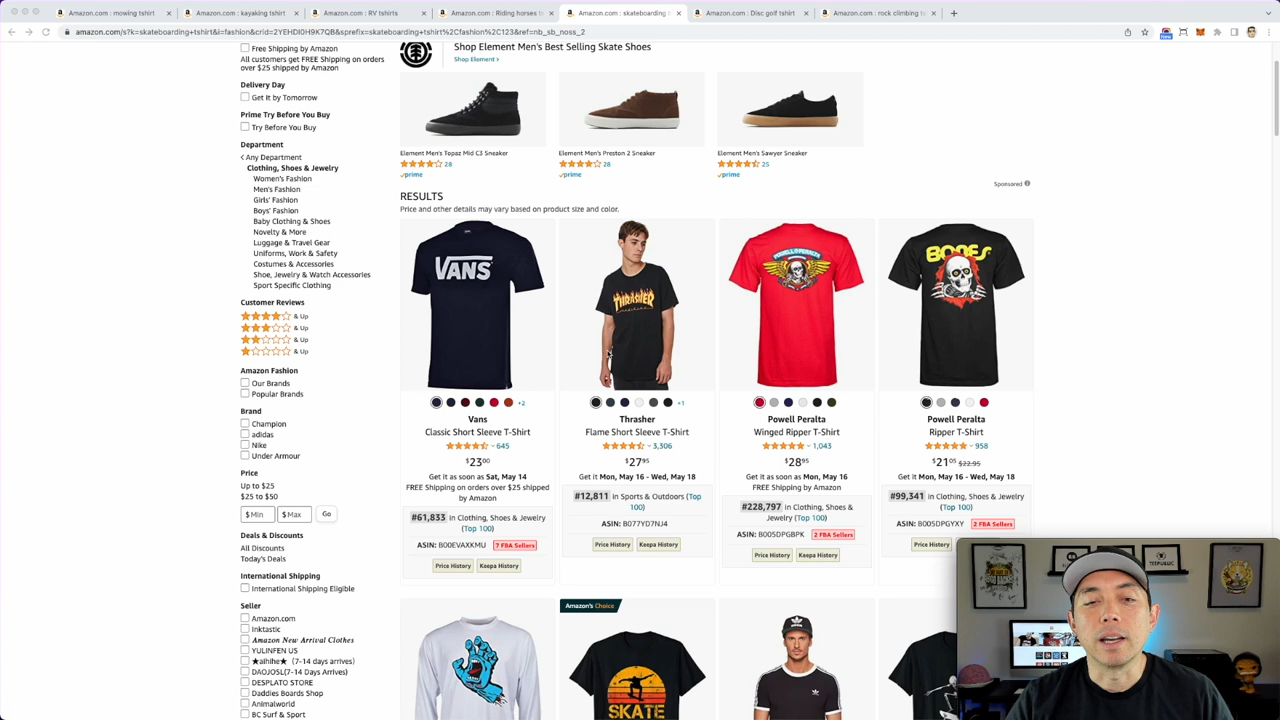 Amazon.com : mowing tshirt
Amazon.com : kayaking tshirt
Amazon.com : RV tshirts
Amazon.com : Riding horses t
Amazon.com : skateboarding
Amazon.com : Disc golf tshirt
Amazon.com : rock climbing t
amazon.com/s?k=skateboarding+tshirt&i=fashion&crid=2YEHDI0H9K7QB&sprefix=skateboarding+tshirt%2Cfashion%2C123&ref=nb_sb_noss_2
Free Shipping by Amazon
All customers get FREE Shipping on orders
over $25 shipped by Amazon
Delivery Day
Get It by Tomorrow
Prime Try Before You Buy
Try Before You Buy
Department
Any Department
Clothing, Shoes & Jewelry
Women's Fashion
Men's Fashion
Girls' Fashion
Boys' Fashion
Baby Clothing & Shoes
Novelty & More
Luggage & Travel Gear
Uniforms, Work & Safety
Costumes & Accessories
Shoe, Jewelry & Watch Accessories
Sport Specific Clothing
Customer Reviews
& Up
& Up
& Up
& Up
Amazon Fashion
Our Brands
Popular Brands
Brand
Champion
adidas
Nike
Under Armour
Price
Up to $25
$25 to $50
$ Min $ Max Go
Deals & Discounts
All Discounts
Today's Deals
International Shipping
International Shipping Eligible
Seller
Amazon.com
Inktastic
Amazon New Arrival Clothes
YULINFEN US
★aihihe★ (7-14 days arrives)
DAOJOSL(7-14 Days Arrives)
DESPLATO STORE
Daddies Boards Shop
Animalworld
BC Surf & Sport
Shop Element Men's Best Selling Skate Shoes
Shop Element ›
Element Men's Topaz Mid C3 Sneaker
28
prime
Element Men's Preston 2 Sneaker
28
prime
Element Men's Sawyer Sneaker
25
prime
Sponsored
RESULTS
Price and other details may vary based on product size and color.
VANS
+2
Vans
Classic Short Sleeve T-Shirt
645
$2300
Get it as soon as Sat, May 14
FREE Shipping on orders over $25 shipped
by Amazon
#61,833 in Clothing, Shoes & Jewelry
(Top 100)
ASIN: B00EVAXKMU 7 FBA Sellers
Price History Keepa History
THRASHER
+1
Thrasher
Flame Short Sleeve T-Shirt
3,306
$2795
Get it Mon, May 16 - Wed, May 18
#12,811 in Sports & Outdoors (Top
100)
ASIN: B077YD7NJ4
Price History Keepa History
POWELL PERALTA
Powell Peralta
Winged Ripper T-Shirt
1,043
$2895
Get it as soon as Mon, May 16
FREE Shipping by Amazon
#228,797 in Clothing, Shoes &
Jewelry (Top 100)
ASIN: B005DPGBPK 2 FBA Sellers
Price History Keepa History
BONES
Powell Peralta
Ripper T-Shirt
958
$2105 $22.95
Get it Mon, May 16 - Wed, May 18
#99,341 in Clothing, Shoes & Jewelry
(Top 100)
ASIN: B005DPGYXY 2 FBA Sellers
Price History
Amazon's Choice
SKATE
adidas
TEEPUBLIC